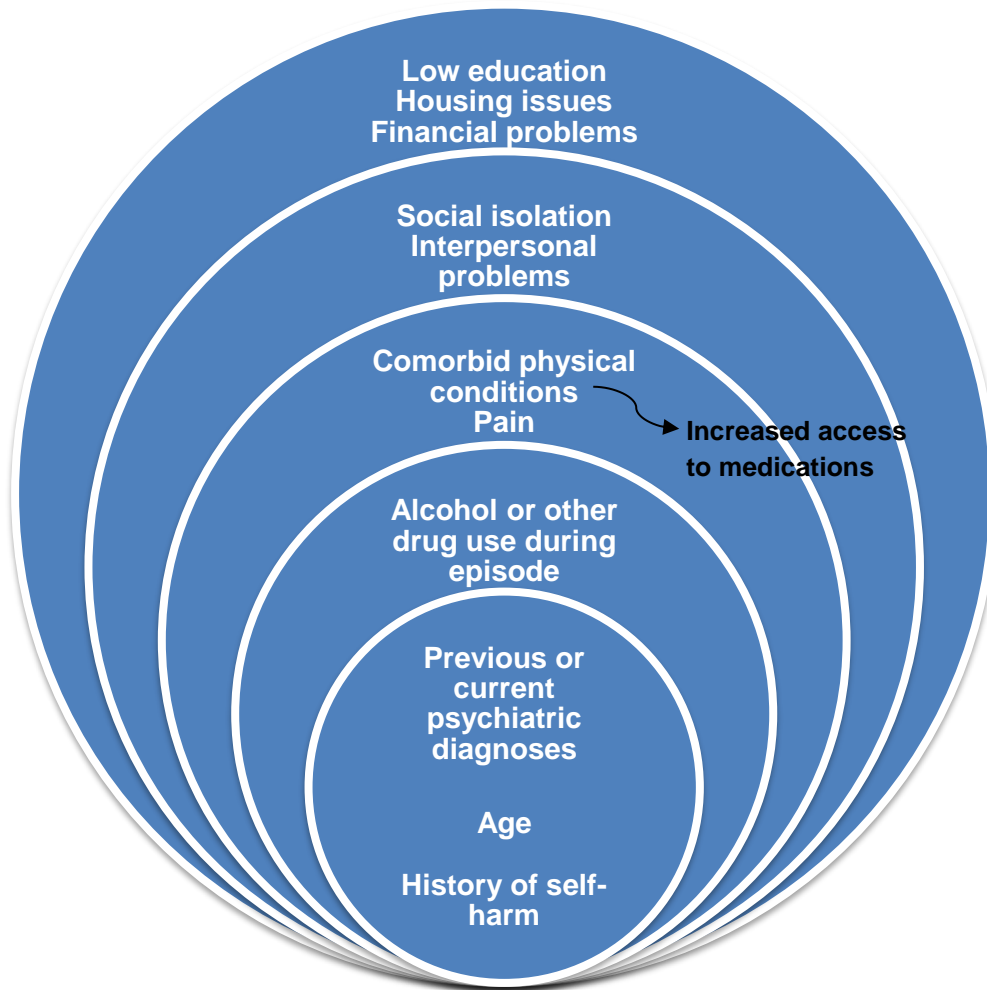 Low education
Housing issues
Financial problems
Social isolation
Interpersonal
problems
Comorbid physical
conditions
Pain
Increased access
to medications
Alcohol or other
drug use during
episode
Previous or
current
psychiatric
diagnoses
Age
History of self-
harm